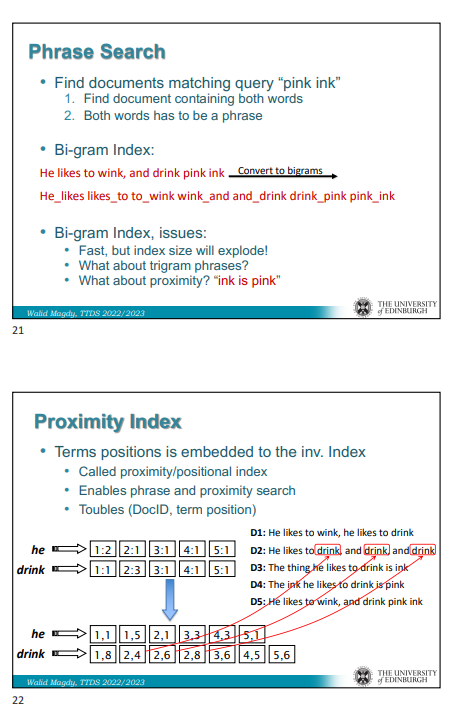 Phrase Search
• Find documents matching query “pink ink”
1. Find document containing both words
2. Both words has to be a phrase
• Bi-gram Index:
He likes to wink, and drink pink ink Convert to bigrams
He_likes likes_to to_wink wink_and and_drink drink_pink pink_ink
• Bi-gram Index, issues:
• Fast, but index size will explode!
• What about trigram phrases?
• What about proximity? “ink is pink”
Walid Magdy, TTDS 2022/2023
THE UNIVERSITY
of EDINBURGH
21
Proximity Index
• Terms positions is embedded to the inv. Index
• Called proximity/positional index
• Enables phrase and proximity search
• Toubles (DocID, term position)
D1: He likes to wink, he likes to drink
D2: He likes to drink, and drink, and drink
D3: The thing he likes to drink is ink
D4: The ink he likes to drink is pink
D5: He likes to wink, and drink pink ink
he 1:2 2:1 3:1 4:1 5:1
drink 1:1 2:3 3:1 4:1 5:1
he 1,1 1,5 2,1 3,3 4,3 5,1
drink 1,8 2,4 2,6 2,8 3,6 4,5 5,6
Walid Magdy, TTDS 2022/2023
THE UNIVERSITY
of EDINBURGH
22